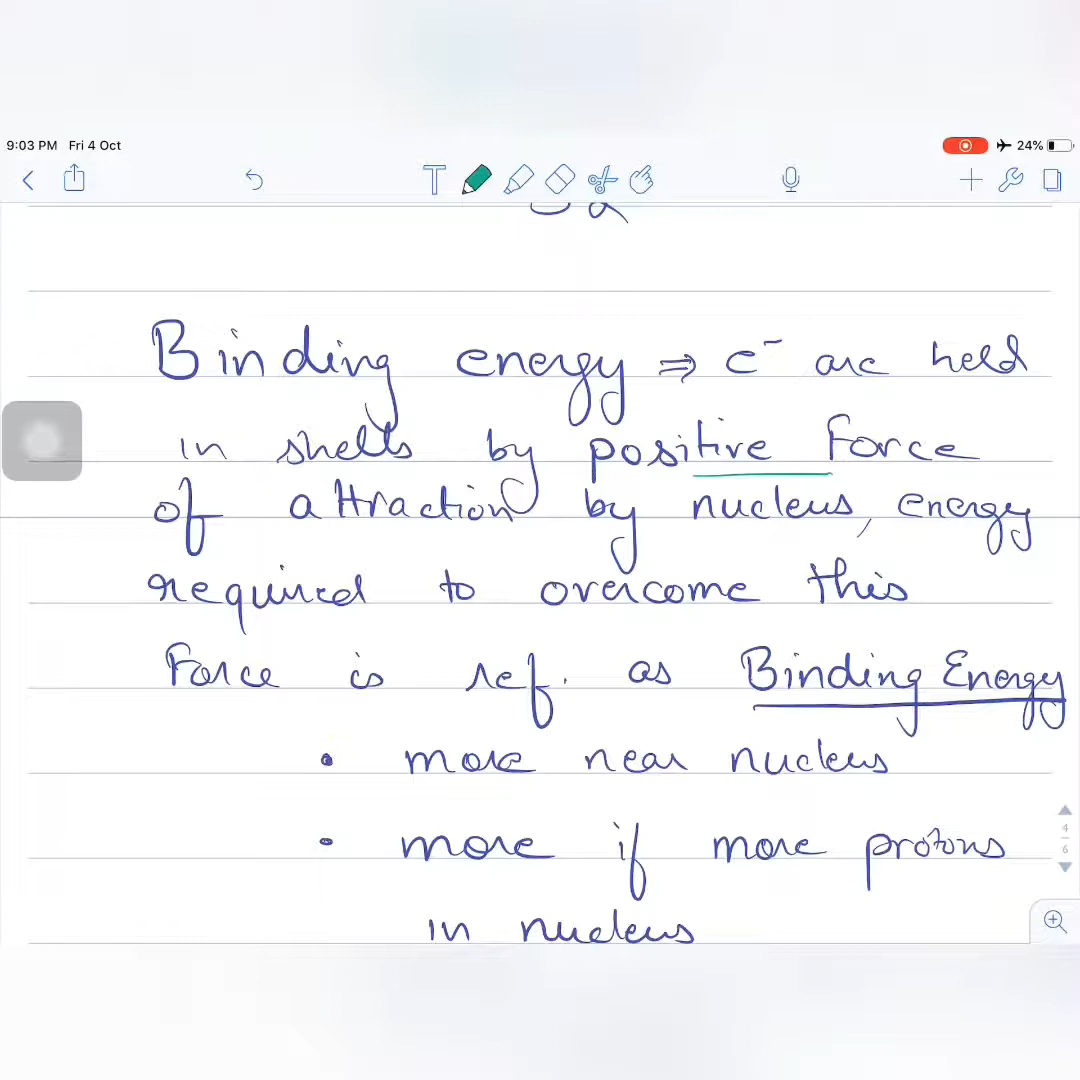 9:03 PM Fri 4 Oct
24%
T
Binding energy ⇒ e⁻ are held
in shells by positive Force
of attraction by nucleus, energy
required to overcome this
Force is ref. as Binding Energy
• more near nucleus
• more if more protons
in nucleus
4
6